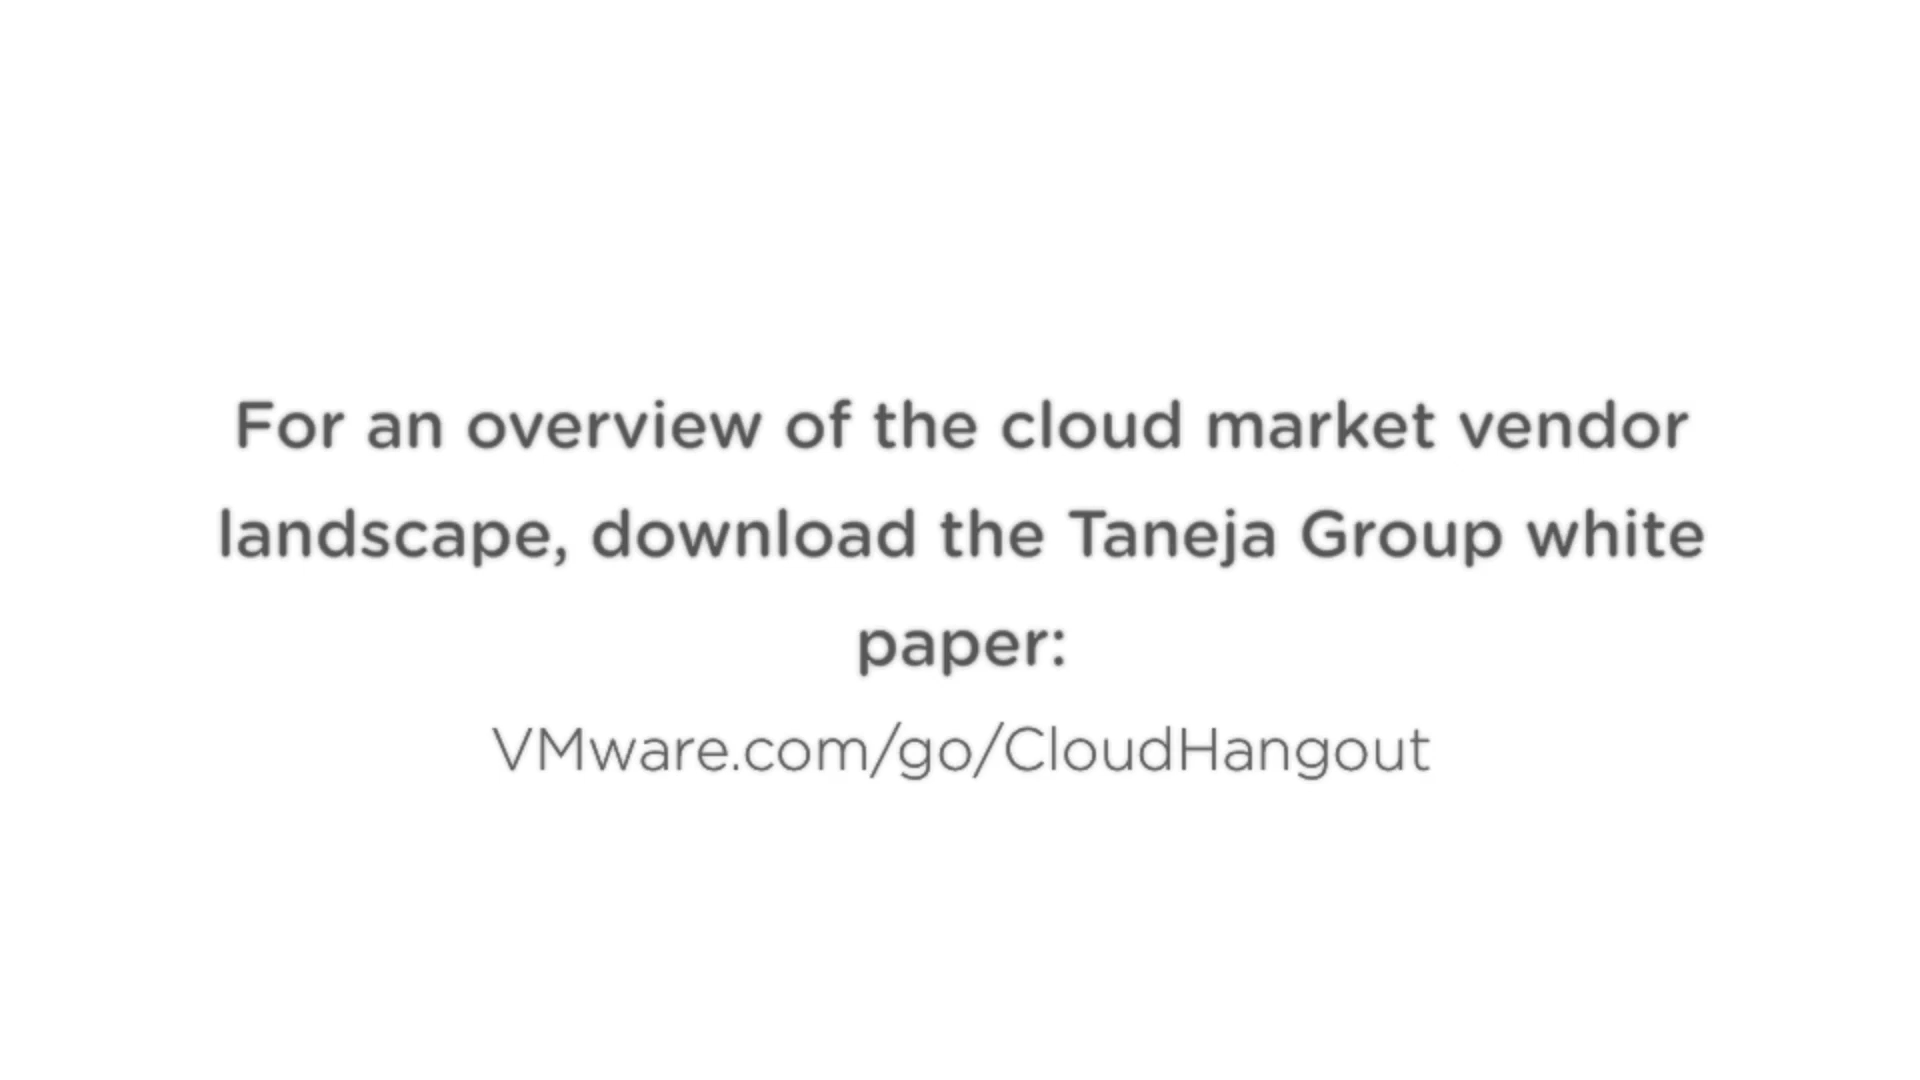 For an overview of the cloud market vendor
landscape, download the Taneja Group white
paper:
VMware.com/go/CloudHangout